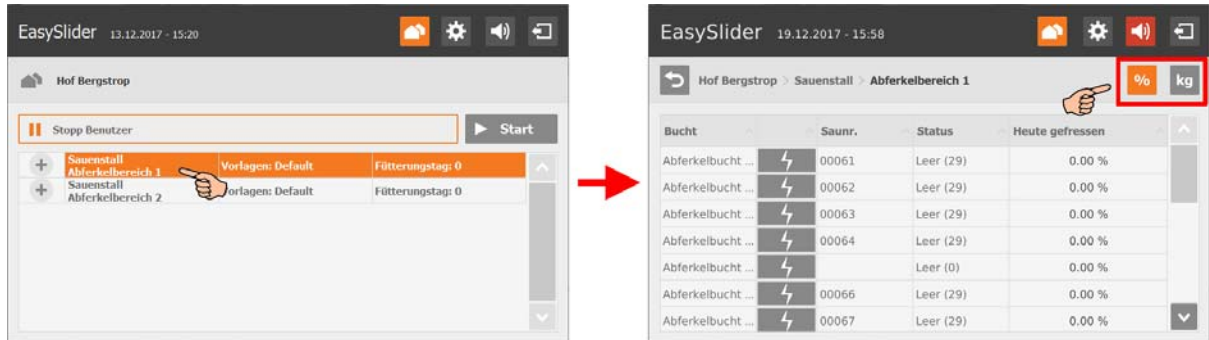 EasySlider 13.12.2017 - 15:20
Hof Bergstrop
Stopp Benutzer
Start
Sauenstall
Abferkelbereich 1
Vorlagen: Default
Fütterungstag: 0
Sauenstall
Abferkelbereich 2
Vorlagen: Default
Fütterungstag: 0
EasySlider 19.12.2017 - 15:58
Hof Bergstrop > Sauenstall > Abferkelbereich 1
% kg
Bucht Saunr. Status Heute gefressen
Abferkelbucht ... 00061 Leer (29) 0.00 %
Abferkelbucht ... 00062 Leer (29) 0.00 %
Abferkelbucht ... 00063 Leer (29) 0.00 %
Abferkelbucht ... 00064 Leer (29) 0.00 %
Abferkelbucht ... Leer (0) 0.00 %
Abferkelbucht ... 00066 Leer (29) 0.00 %
Abferkelbucht ... 00067 Leer (29) 0.00 %